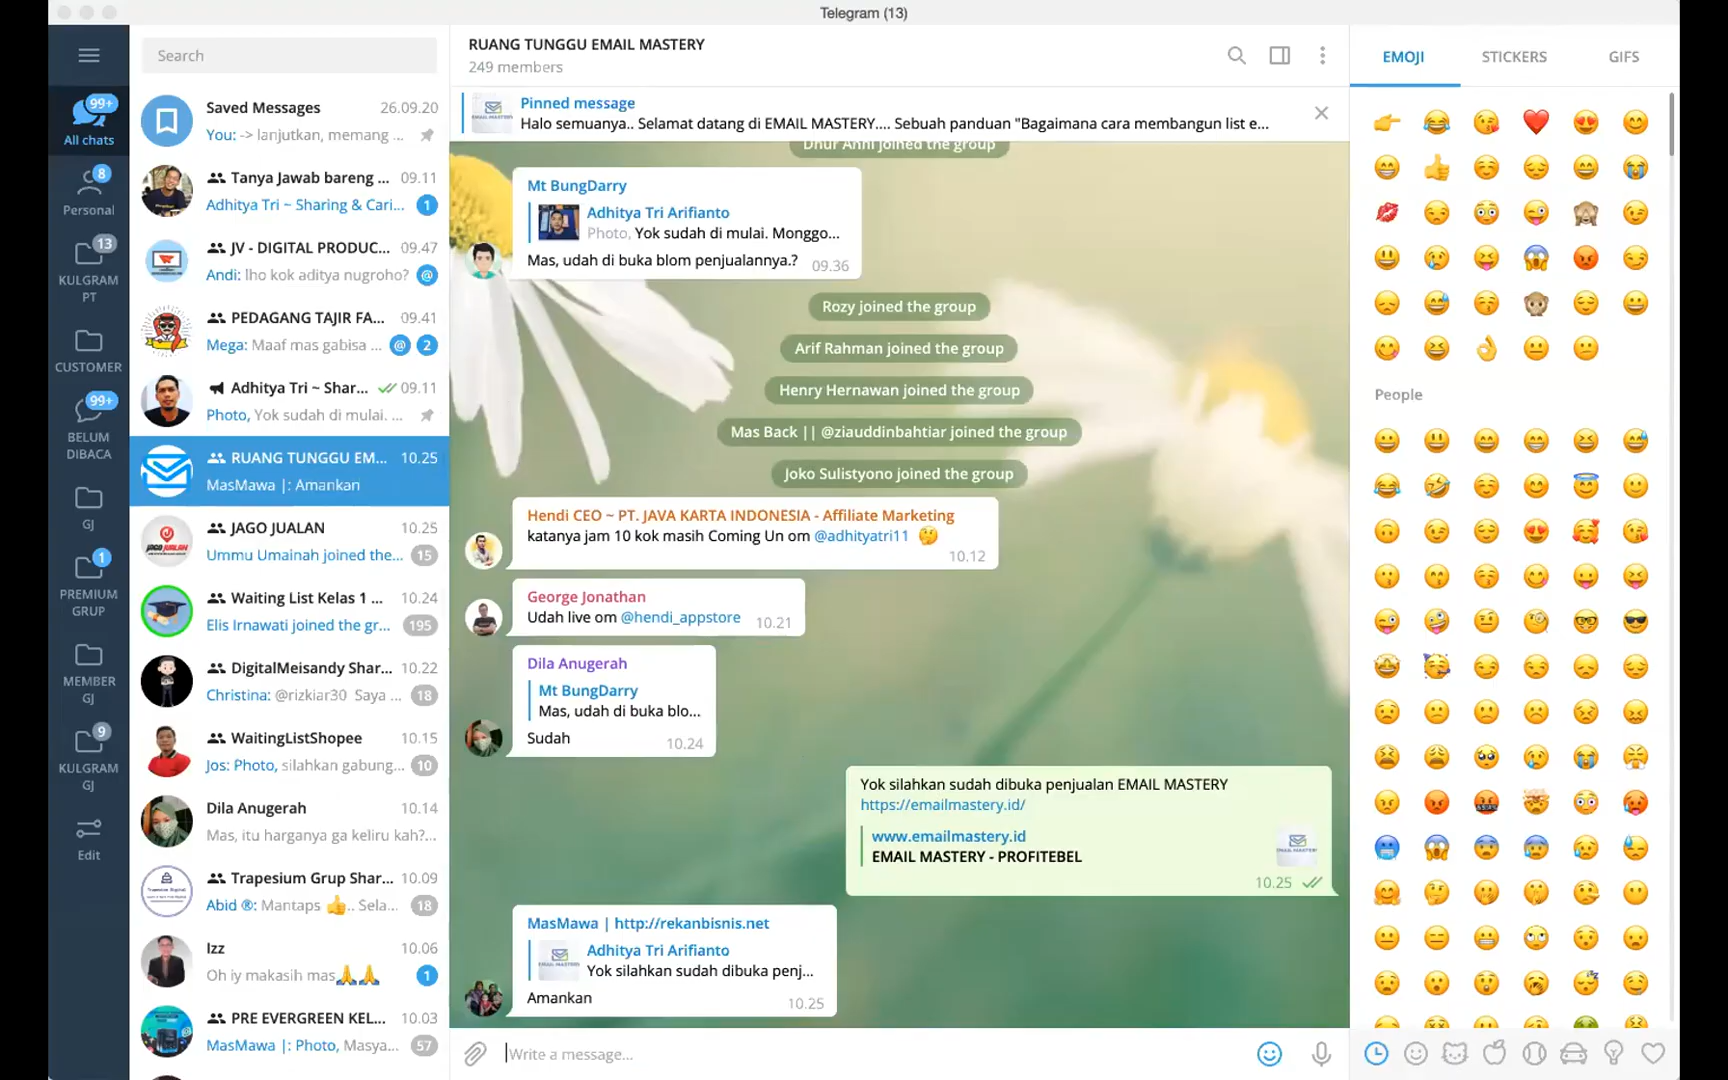 Telegram (13)
99+
All chats
8
Personal
13
KULGRAM
PT
CUSTOMER
99+
BELUM
DIBACA
GJ
1
PREMIUM
GRUP
MEMBER
GJ
9
KULGRAM
GJ
Edit
Search
Saved Messages 26.09.20
You: -> lanjutkan, memang ...
Tanya Jawab bareng ... 09.11
Adhitya Tri ~ Sharing & Cari... 1
JV - DIGITAL PRODUC... 09.47
Andi: lho kok aditya nugroho? @
PEDAGANG TAJIR FA... 09.41
Mega: Maaf mas gabisa ... @ 2
Adhitya Tri ~ Shar... 09.11
Photo, Yok sudah di mulai. ...
RUANG TUNGGU EM... 10.25
MasMawa |: Amankan
JAGO JUALAN 10.25
Ummu Umainah joined the... 15
Waiting List Kelas 1 ... 10.24
Elis Irnawati joined the gr... 195
DigitalMeisandy Shar... 10.22
Christina: @rizkiar30 Saya ... 18
WaitingListShopee 10.15
Jos: Photo, silahkan gabung... 10
Dila Anugerah 10.14
Mas, itu harganya ga keliru kah?...
Trapesium Grup Shar... 10.09
Abid ®: Mantaps 👍.. Sela... 18
Izz 10.06
Oh iy makasih mas🙏🙏 1
PRE EVERGREEN KEL... 10.03
MasMawa |: Photo, Masya... 57
RUANG TUNGGU EMAIL MASTERY
249 members
Pinned message
Halo semuanya.. Selamat datang di EMAIL MASTERY.... Sebuah panduan "Bagaimana cara membangun list e...
Dhur Anni joined the group
Mt BungDarry
Adhitya Tri Arifianto
Photo, Yok sudah di mulai. Monggo...
Mas, udah di buka blom penjualannya.? 09.36
Rozy joined the group
Arif Rahman joined the group
Henry Hernawan joined the group
Mas Back || @ziauddinbahtiar joined the group
Joko Sulistyono joined the group
Hendi CEO ~ PT. JAVA KARTA INDONESIA - Affiliate Marketing
katanya jam 10 kok masih Coming Un om @adhityatri11 🤔
10.12
George Jonathan
Udah live om @hendi_appstore 10.21
Dila Anugerah
Mt BungDarry
Mas, udah di buka blo...
Sudah 10.24
Yok silahkan sudah dibuka penjualan EMAIL MASTERY
https://emailmastery.id/
www.emailmastery.id
EMAIL MASTERY - PROFITEBEL
10.25
MasMawa | http://rekanbisnis.net
Adhitya Tri Arifianto
Yok silahkan sudah dibuka penj...
Amankan 10.25
Write a message...
EMOJI STICKERS GIFS
People